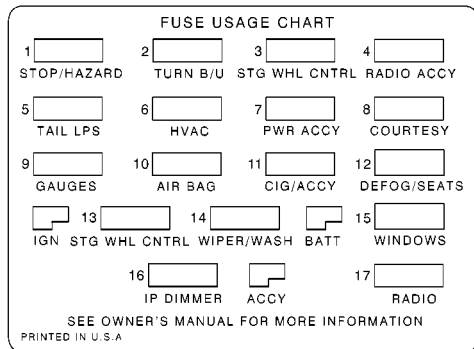 FUSE USAGE CHART
1 2 3 4
STOP/HAZARD TURN B/U STG WHL CNTRL RADIO ACCY
5 6 7 8
TAIL LPS HVAC PWR ACCY COURTESY
9 10 11 12
GAUGES AIR BAG CIG/ACCY DEFOG/SEATS
13 14 15
IGN STG WHL CNTRL WIPER/WASH BATT WINDOWS
16 17
IP DIMMER ACCY RADIO
SEE OWNER'S MANUAL FOR MORE INFORMATION
PRINTED IN U.S.A